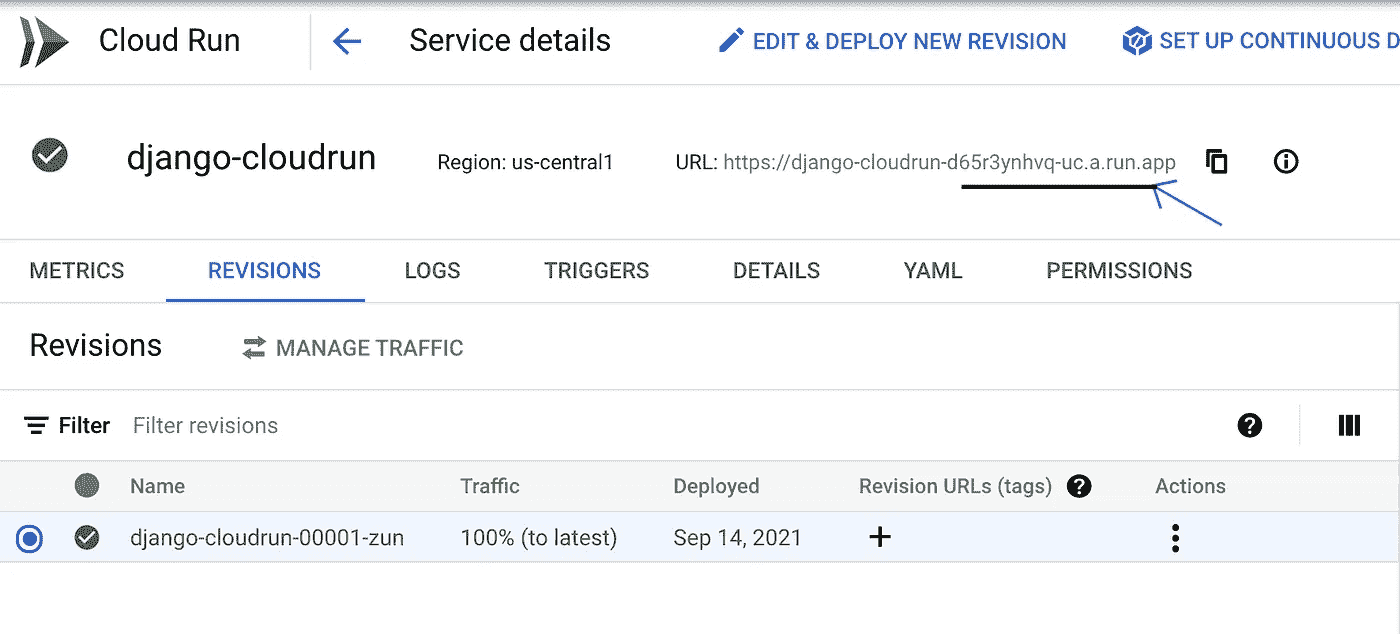 Cloud Run Service details EDIT & DEPLOY NEW REVISION SET UP CONTINUOUS D
django-cloudrun Region: us-central1 URL: https://django-cloudrun-d65r3ynhvq-uc.a.run.app
METRICS REVISIONS LOGS TRIGGERS DETAILS YAML PERMISSIONS
Revisions MANAGE TRAFFIC
Filter Filter revisions
Name Traffic Deployed Revision URLs (tags) Actions
django-cloudrun-00001-zun 100% (to latest) Sep 14, 2021